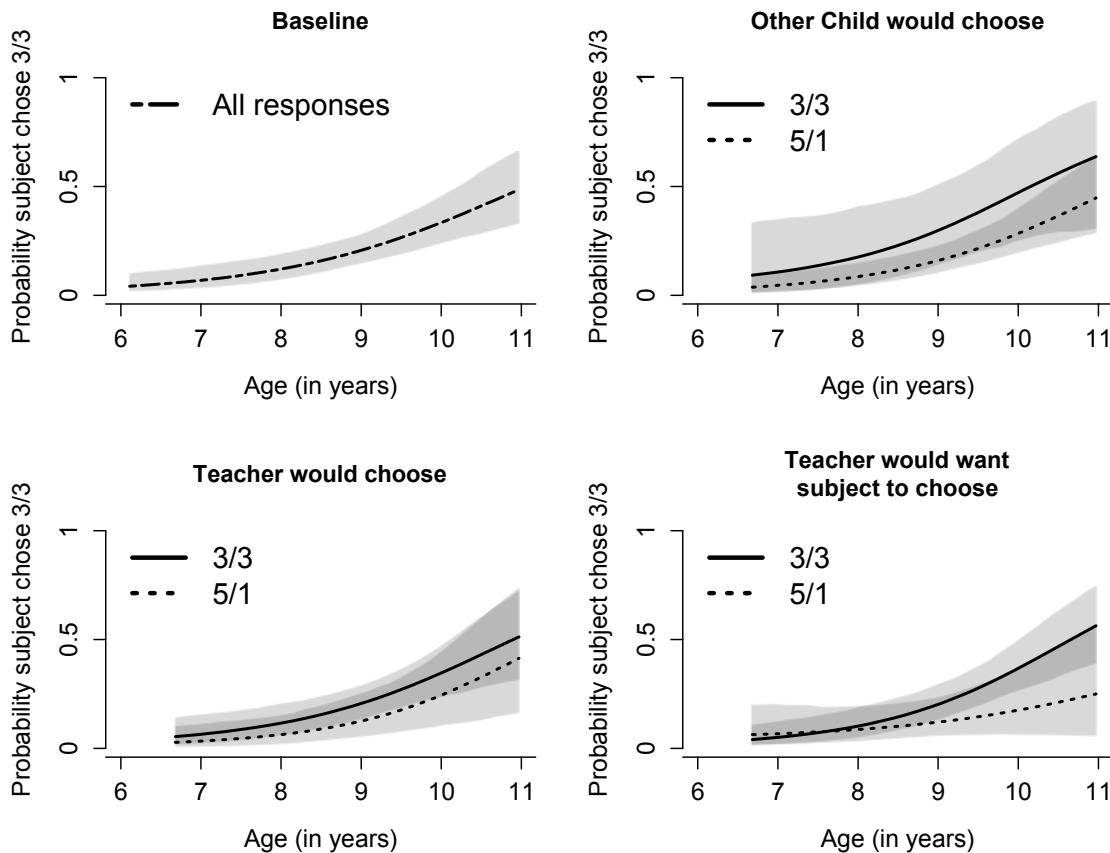 Baseline
Probability subject chose 3/3
1
0.5
0
All responses
6 7 8 9 10 11
Age (in years)
Other Child would choose
Probability subject chose 3/3
1
0.5
0
3/3
5/1
6 7 8 9 10 11
Age (in years)
Teacher would choose
Probability subject chose 3/3
1
0.5
0
3/3
5/1
6 7 8 9 10 11
Age (in years)
Teacher would want
subject to choose
Probability subject chose 3/3
1
0.5
0
3/3
5/1
6 7 8 9 10 11
Age (in years)